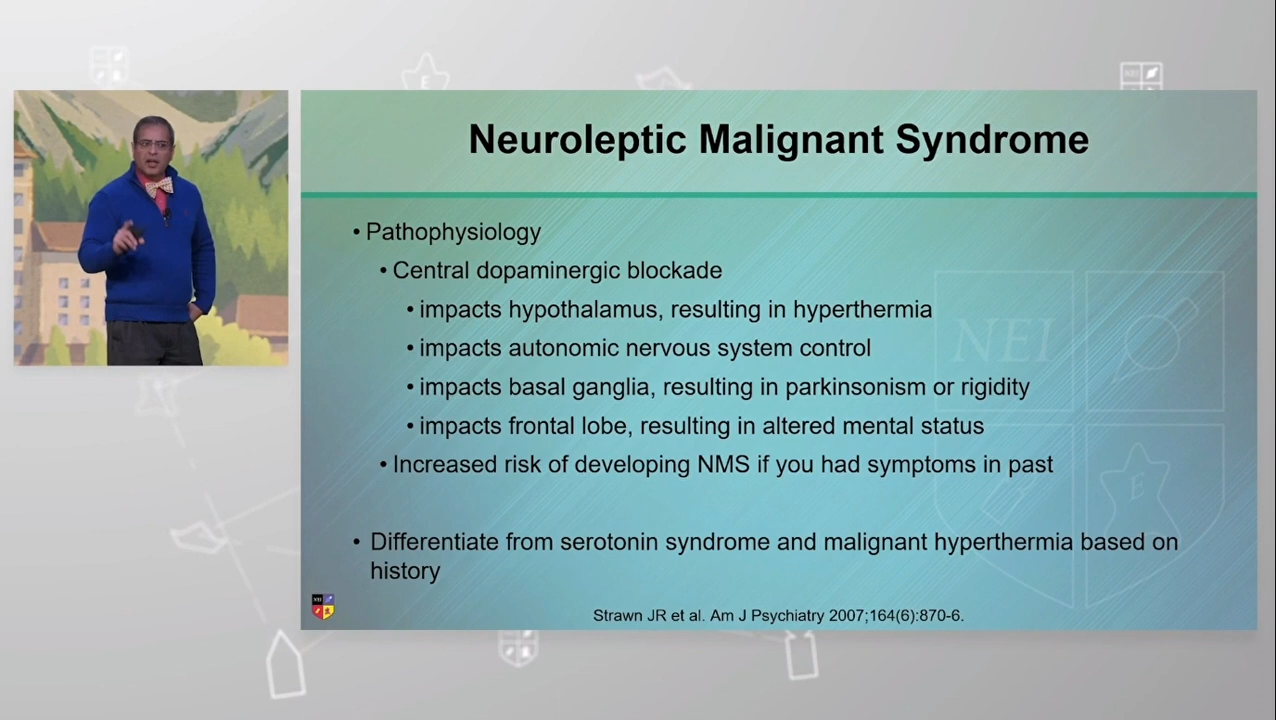 Neuroleptic Malignant Syndrome
• Pathophysiology
• Central dopaminergic blockade
• impacts hypothalamus, resulting in hyperthermia
• impacts autonomic nervous system control
• impacts basal ganglia, resulting in parkinsonism or rigidity
• impacts frontal lobe, resulting in altered mental status
• Increased risk of developing NMS if you had symptoms in past
• Differentiate from serotonin syndrome and malignant hyperthermia based on
history
Strawn JR et al. Am J Psychiatry 2007;164(6):870-6.
NEI
E
NEI
E
NEI